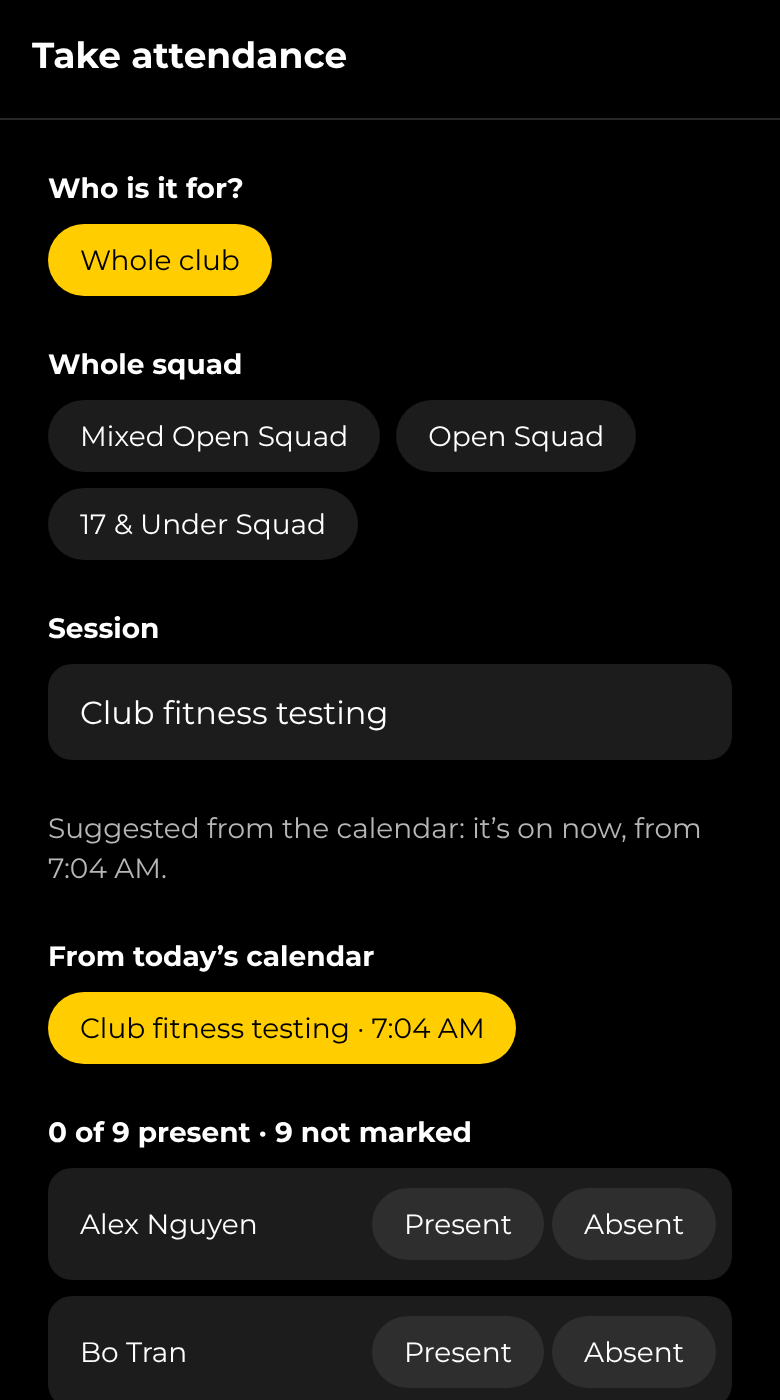 Take attendance
Who is it for?
Whole club
Whole squad
Mixed Open Squad
Open Squad
17 & Under Squad
Session
Club fitness testing
Suggested from the calendar: it’s on now, from
7:04 AM.
From today’s calendar
Club fitness testing · 7:04 AM
0 of 9 present · 9 not marked
Alex Nguyen Present Absent
Bo Tran Present Absent